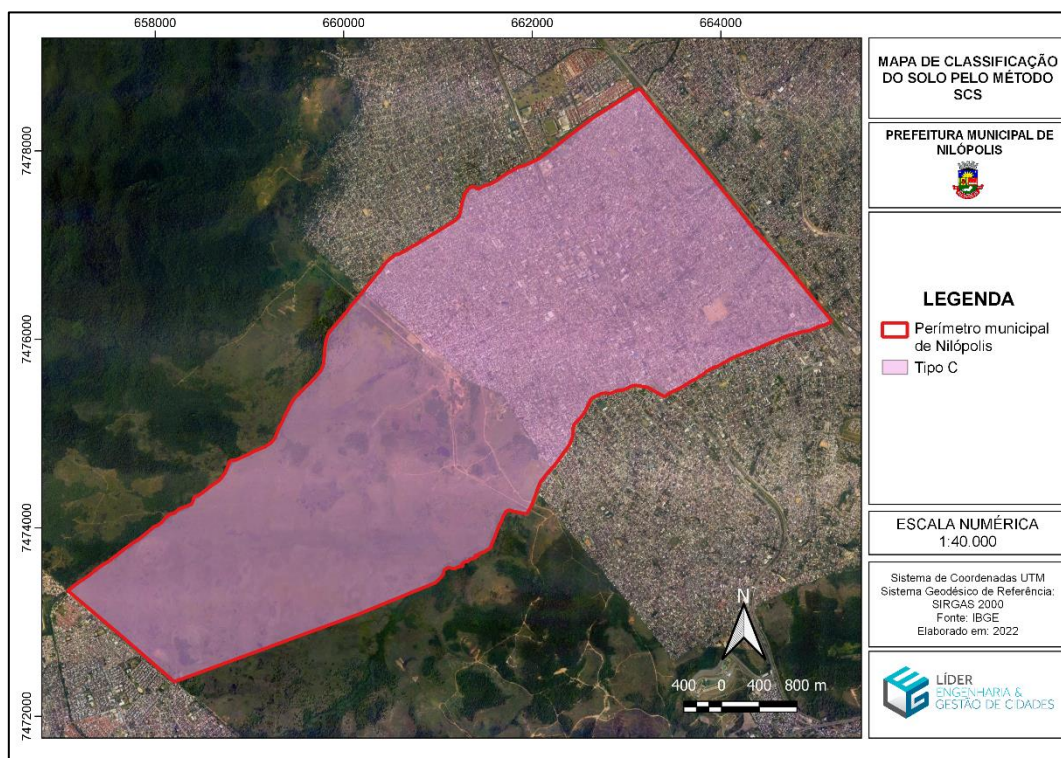 658000
660000
662000
664000
7478000
7476000
7474000
7472000
N
400 0 400 800 m
MAPA DE CLASSIFICAÇÃO
DO SOLO PELO MÉTODO
SCS
PREFEITURA MUNICIPAL DE
NILÓPOLIS
LEGENDA
Perímetro municipal
de Nilópolis
Tipo C
ESCALA NUMÉRICA
1:40.000
Sistema de Coordenadas UTM
Sistema Geodésico de Referência:
SIRGAS 2000
Fonte: IBGE
Elaborado em: 2022
LÍDER
ENGENHARIA &
GESTÃO DE CIDADES